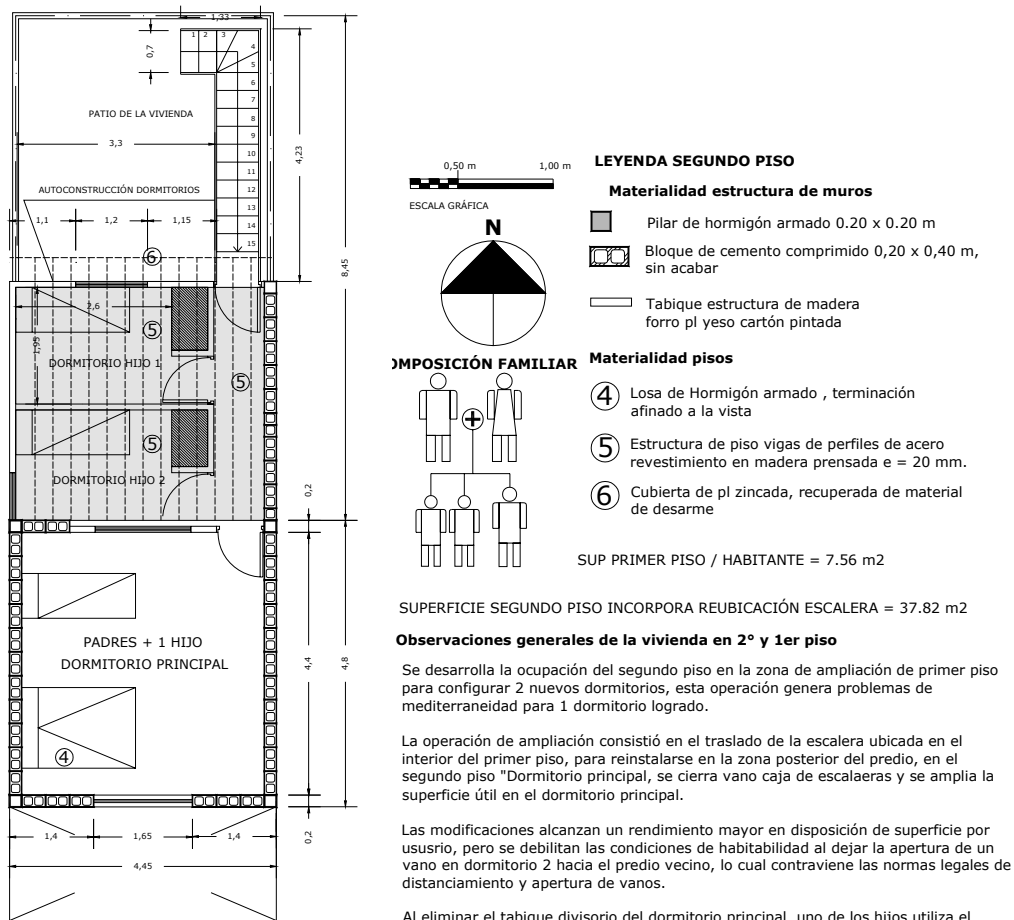 1,33
1 2 3
4
5
6
7
8
9
10
11
12
13
14
15
0,7
PATIO DE LA VIVIENDA
3,3
4,23
8,45
AUTOCONSTRUCCIÓN DORMITORIOS
1,1
1,2
1,15
6
2,6
5
1,95
DORMITORIO HIJO 1
5
5
DORMITORIO HIJO 2
0,2
PADRES + 1 HIJO
DORMITORIO PRINCIPAL
4,4
4,8
4
1,4
1,65
1,4
0,2
4,45
0,50 m
1,00 m
ESCALA GRÁFICA
N
OMPOSICIÓN FAMILIAR
+
LEYENDA SEGUNDO PISO
Materialidad estructura de muros
Pilar de hormigón armado 0.20 x 0.20 m
Bloque de cemento comprimido 0,20 x 0,40 m,
sin acabar
Tabique estructura de madera
forro pl yeso cartón pintada
Materialidad pisos
4 Losa de Hormigón armado , terminación
afinado a la vista
5 Estructura de piso vigas de perfiles de acero
revestimiento en madera prensada e = 20 mm.
6 Cubierta de pl zincada, recuperada de material
de desarme
SUP PRIMER PISO / HABITANTE = 7.56 m2
SUPERFICIE SEGUNDO PISO INCORPORA REUBICACIÓN ESCALERA = 37.82 m2
Observaciones generales de la vivienda en 2° y 1er piso
Se desarrolla la ocupación del segundo piso en la zona de ampliación de primer piso
para configurar 2 nuevos dormitorios, esta operación genera problemas de
mediterraneidad para 1 dormitorio logrado.
La operación de ampliación consistió en el traslado de la escalera ubicada en el
interior del primer piso, para reinstalarse en la zona posterior del predio, en el
segundo piso "Dormitorio principal, se cierra vano caja de escalaeras y se amplia la
superficie útil en el dormitorio principal.
Las modificaciones alcanzan un rendimiento mayor en disposición de superficie por
ususrio, pero se debilitan las condiciones de habitabilidad al dejar la apertura de un
vano en dormitorio 2 hacia el predio vecino, lo cual contraviene las normas legales de
distanciamiento y apertura de vanos.
Al eliminar el tabique divisorio del dormitorio principal, uno de los hijos utiliza el